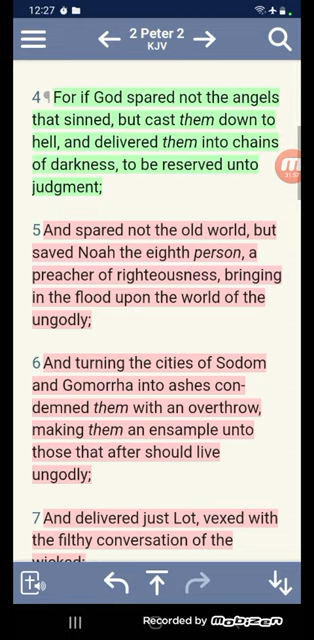 12:27
2 Peter 2
KJV
4¶ For if God spared not the angels
that sinned, but cast them down to
hell, and delivered them into chains
of darkness, to be reserved unto
judgment;
5 And spared not the old world, but
saved Noah the eighth person, a
preacher of righteousness, bringing
in the flood upon the world of the
ungodly;
6 And turning the cities of Sodom
and Gomorrha into ashes con-
demned them with an overthrow,
making them an ensample unto
those that after should live
ungodly;
7 And delivered just Lot, vexed with
the filthy conversation of the
wicked:
Recorded by mobizen